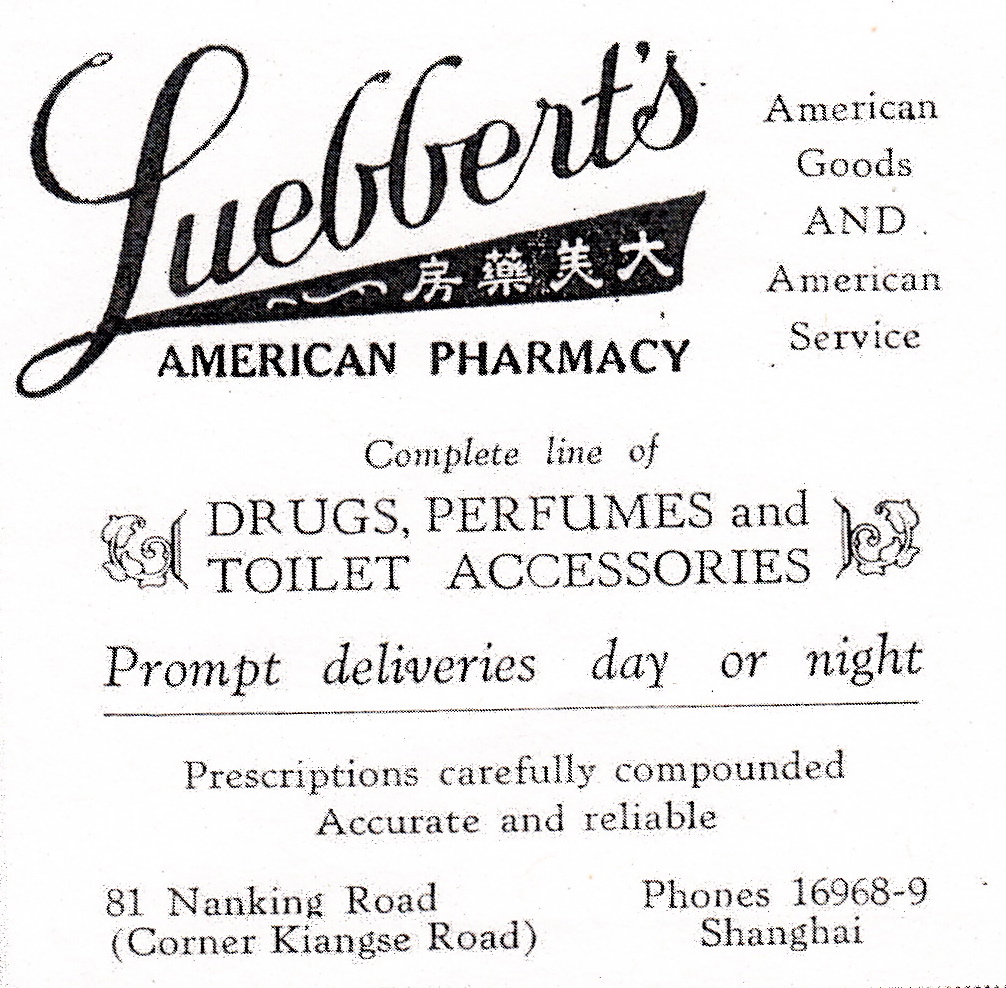 Luebbert's
大美藥房
AMERICAN PHARMACY
American
Goods
AND
American
Service
Complete line of
DRUGS, PERFUMES and
TOILET ACCESSORIES
Prompt deliveries day or night
Prescriptions carefully compounded
Accurate and reliable
81 Nanking Road
(Corner Kiangse Road)
Phones 16968-9
Shanghai